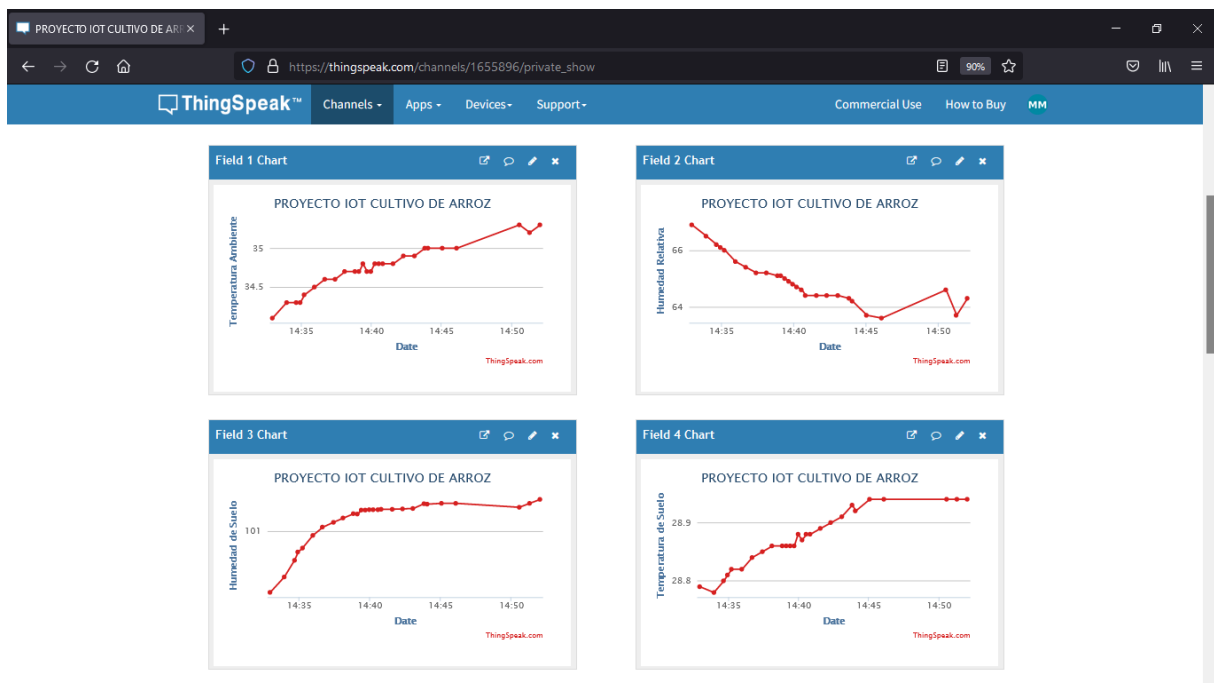 PROYECTO IOT CULTIVO DE ARR
https://thingspeak.com/channels/1655896/private_show
90%
ThingSpeak™ Channels Apps Devices Support Commercial Use How to Buy MM
Field 1 Chart
PROYECTO IOT CULTIVO DE ARROZ
Temperatura Ambiente
35
34.5
14:35 14:40 14:45 14:50
Date
ThingSpeak.com
Field 2 Chart
PROYECTO IOT CULTIVO DE ARROZ
Humedad Relativa
66
64
14:35 14:40 14:45 14:50
Date
ThingSpeak.com
Field 3 Chart
PROYECTO IOT CULTIVO DE ARROZ
Humedad de Suelo
101
14:35 14:40 14:45 14:50
Date
ThingSpeak.com
Field 4 Chart
PROYECTO IOT CULTIVO DE ARROZ
Temperatura de Suelo
28.9
28.8
14:35 14:40 14:45 14:50
Date
ThingSpeak.com